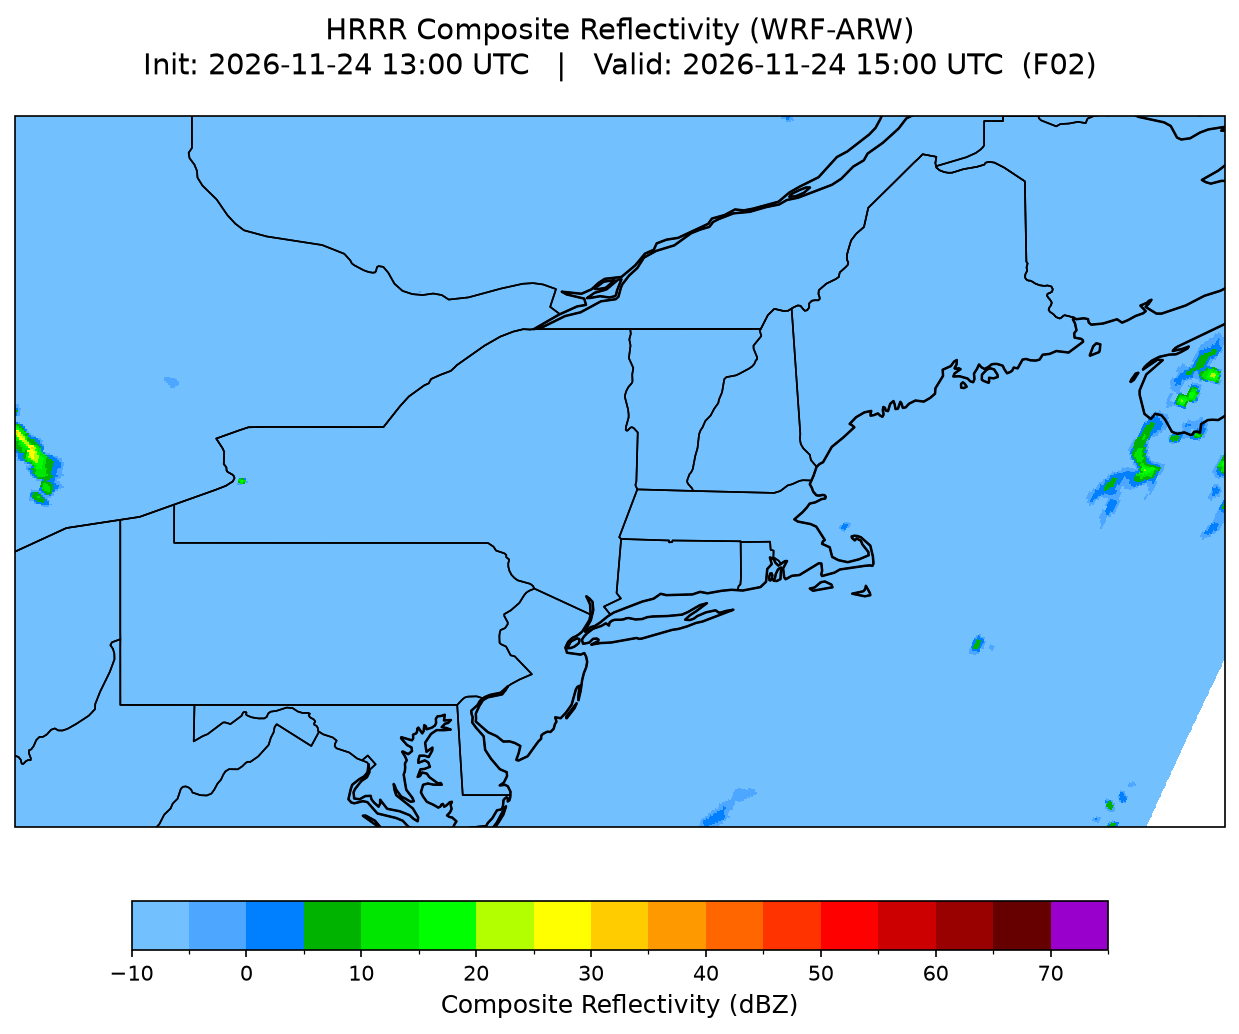 HRRR Composite Reflectivity (WRF-ARW)
Init: 2026-11-24 13:00 UTC   |   Valid: 2026-11-24 15:00 UTC  (F02)
−10 0 10 20 30 40 50 60 70
Composite Reflectivity (dBZ)